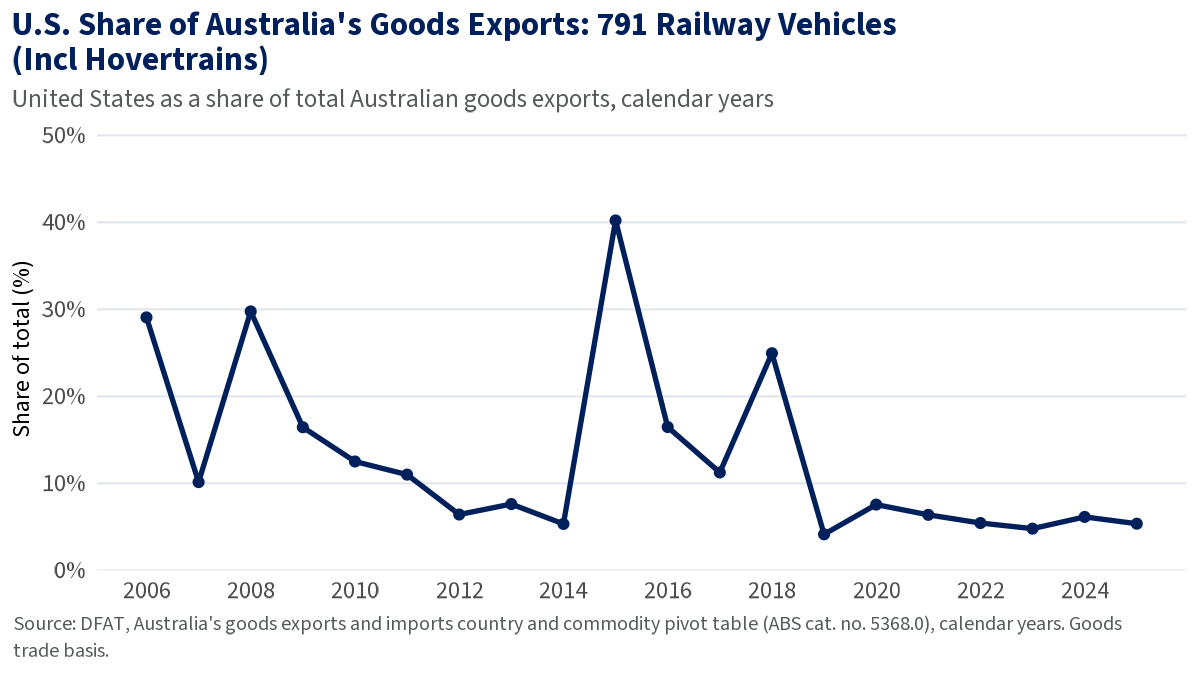 U.S. Share of Australia's Goods Exports: 791 Railway Vehicles
(Incl Hovertrains)
United States as a share of total Australian goods exports, calendar years
Share of total (%)
50%
40%
30%
20%
10%
0%
2006 2008 2010 2012 2014 2016 2018 2020 2022 2024
Source: DFAT, Australia's goods exports and imports country and commodity pivot table (ABS cat. no. 5368.0), calendar years. Goods
trade basis.